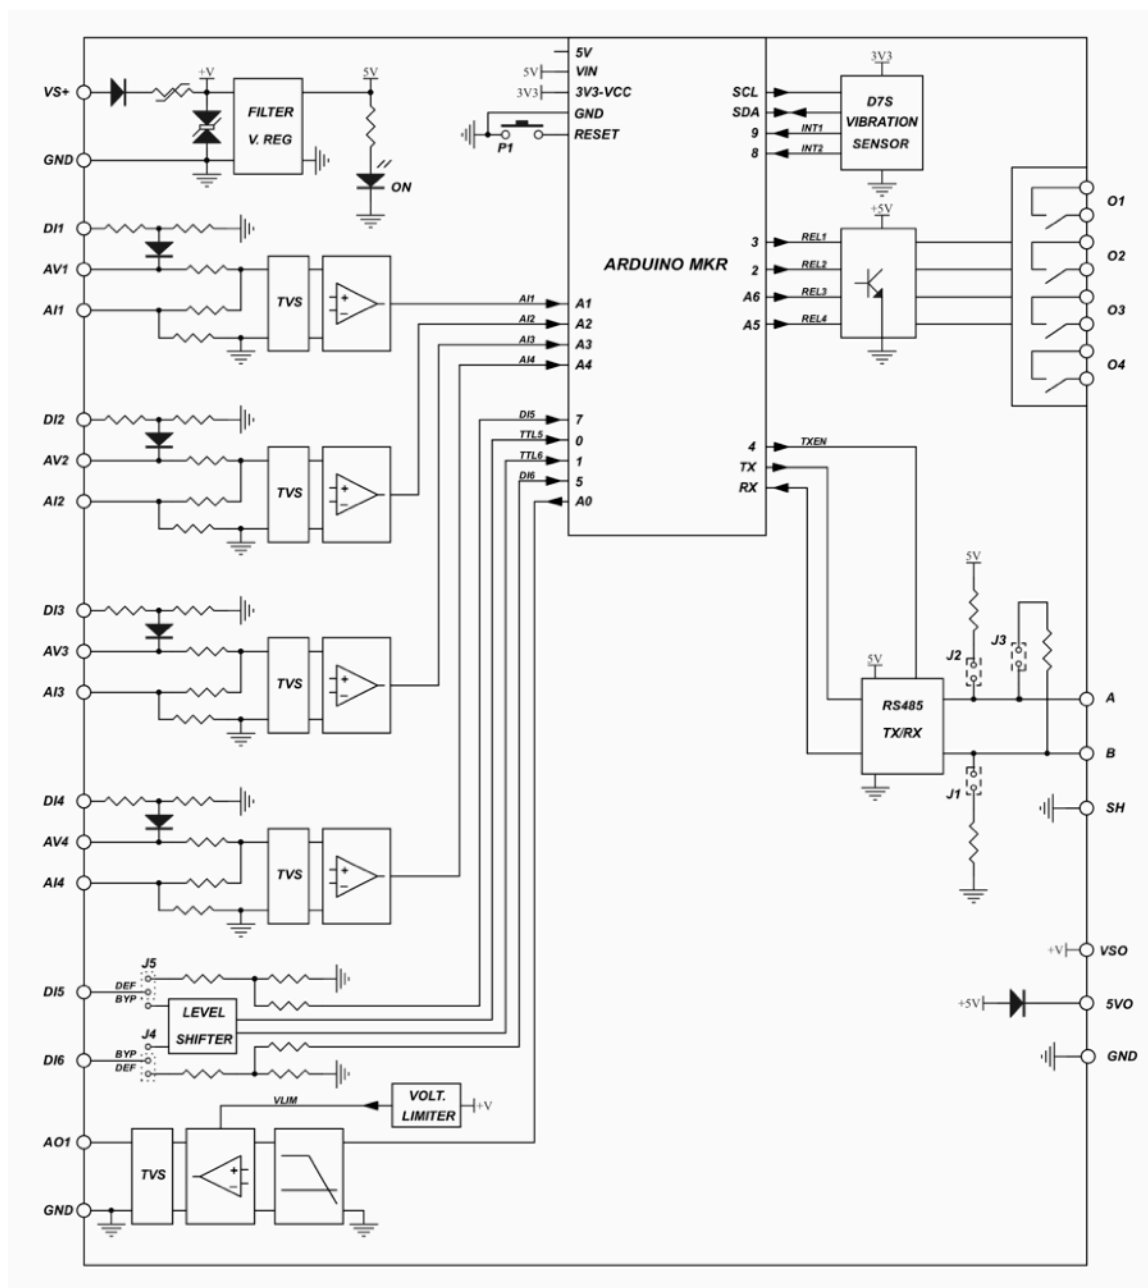 VS+
+V
FILTER
V. REG
5V
ON
GND
5V
5V
VIN
3V3
3V3-VCC
GND
RESET
P1
ARDUINO MKR
SCL
SDA
9
8
INT1
INT2
3V3
D7S
VIBRATION
SENSOR
3
2
A6
A5
REL1
REL2
REL3
REL4
+5V
O1
O2
O3
O4
DI1
AV1
AI1
TVS
+
−
AI1
AI2
AI3
AI4
A1
A2
A3
A4
DI2
AV2
AI2
TVS
+
−
DI5
TTL5
TTL6
DI6
7
0
1
5
A0
4
TX
RX
TXEN
DI3
AV3
AI3
TVS
+
−
5V
5V
J2
J3
RS485
TX/RX
A
B
J1
SH
DI4
AV4
AI4
TVS
+
−
+V
VSO
+5V
5VO
GND
J5
DI5
DEF
BYP
LEVEL
SHIFTER
J4
DI6
BYP
DEF
VLIM
VOLT.
LIMITER
+V
AO1
TVS
+
−
GND